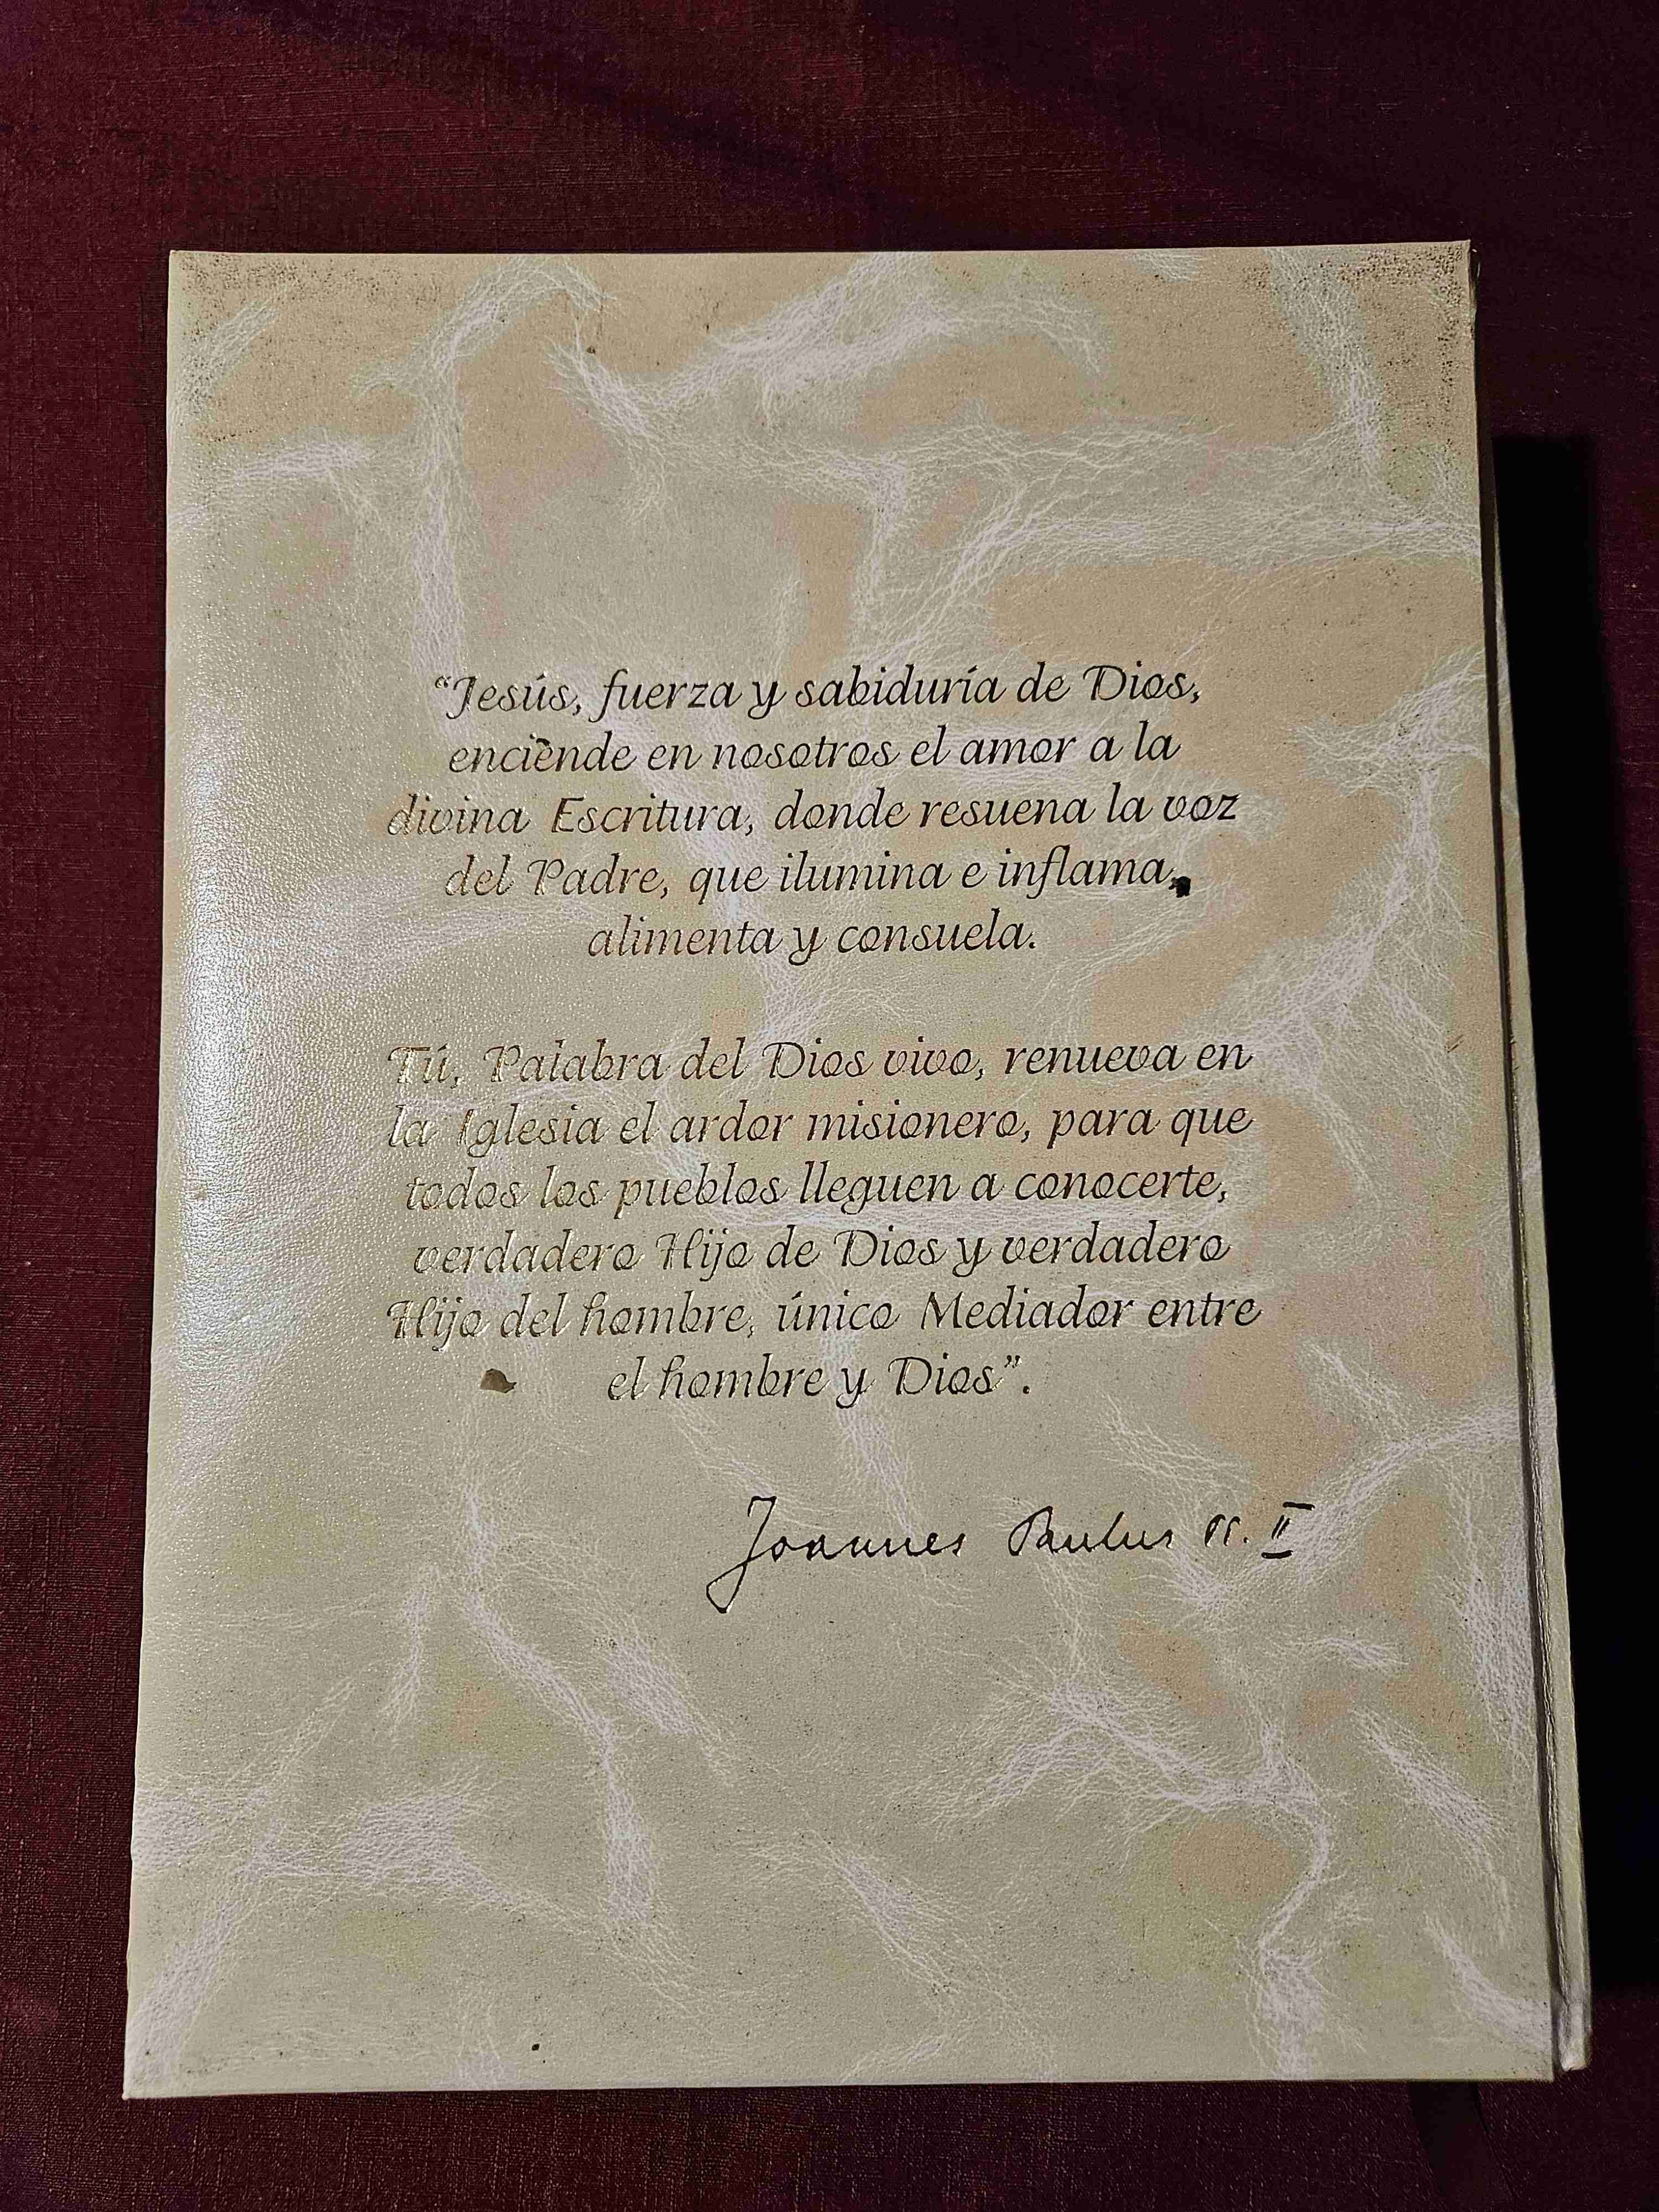 “Jesús, fuerza y sabiduría de Dios,
enciende en nosotros el amor a la
divina Escritura, donde resuena la voz
del Padre, que ilumina e inflama,
alimenta y consuela.
Tú, Palabra del Dios vivo, renueva en
la Iglesia el ardor misionero, para que
todos los pueblos lleguen a conocerte,
verdadero Hijo de Dios y verdadero
Hijo del hombre, único Mediador entre
el hombre y Dios”.
Joannes Paulus PP. II